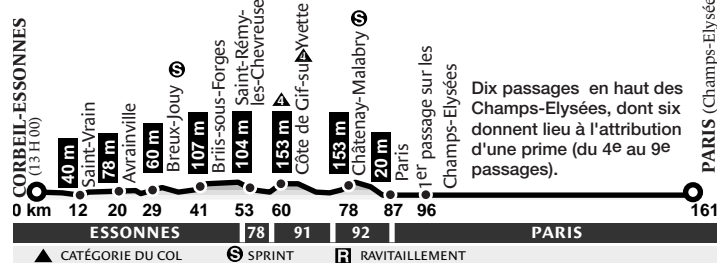 CORBEIL-ESSONNES
(13 H 00)
40 m
Saint-Vrain
78 m
Avrainville
60 m
Breux-Jouy S
107 m
Briis-sous-Forges
104 m
Saint-Rémy-
les-Chevreuse
153 m
4
Côte de Gif-sur-Yvette
4
153 m
Châtenay-Malabry S
20 m
Paris
1er passage sur les
Champs-Elysées
Dix passages en haut des
Champs-Elysées, dont six
donnent lieu à l'attribution
d'une prime (du 4e au 9e
passages).
PARIS (Champs-Elysée
0 km 12 20 29 41 53 60 78 87 96 161
ESSONNES 78 91 92 PARIS
CATÉGORIE DU COL S SPRINT R RAVITAILLEMENT